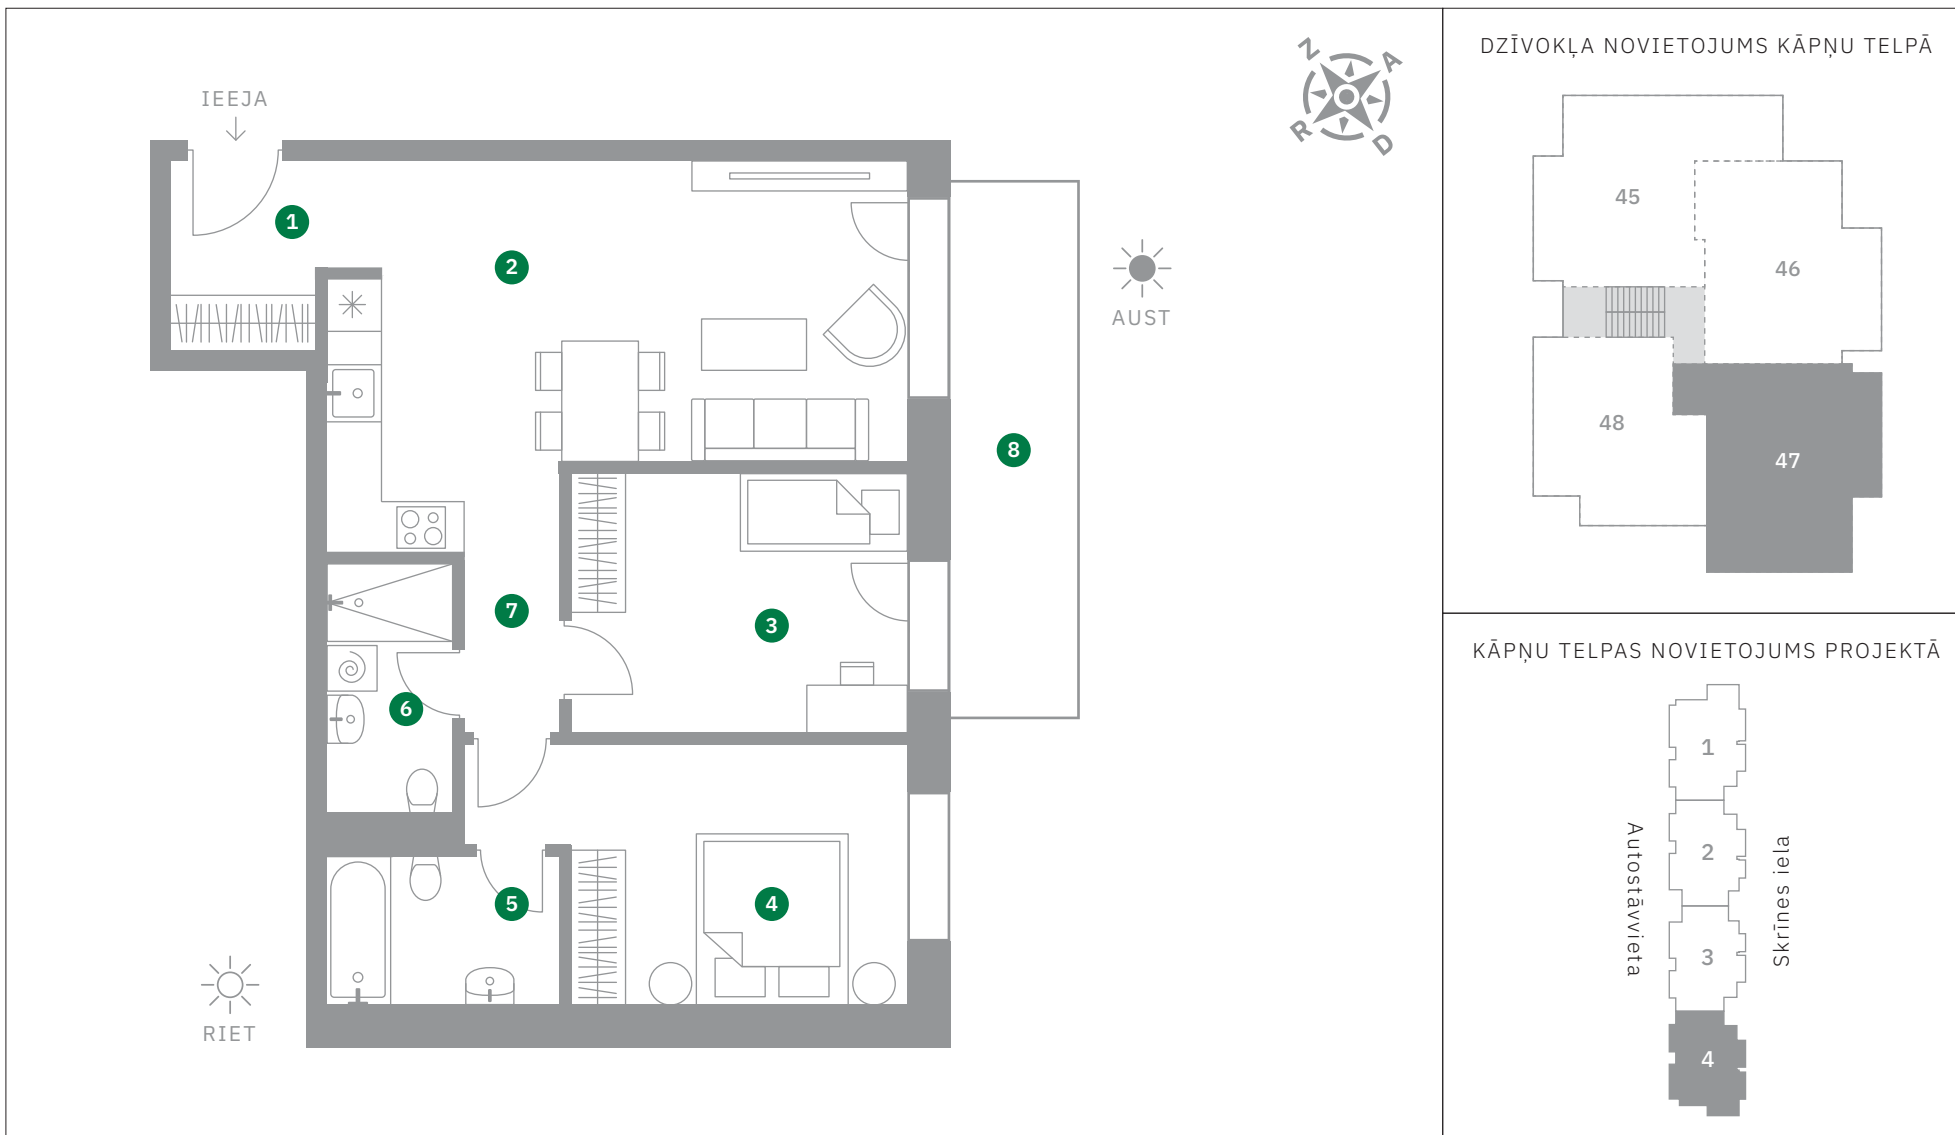 IEEJA
1
2
3
4
5
6
7
8
Z
A
R
D
AUST
RIET
DZĪVOKĻA NOVIETOJUMS KĀPŅU TELPĀ
45
46
47
48
KĀPŅU TELPAS NOVIETOJUMS PROJEKTĀ
1
2
3
4
Autostāvvieta
Skrīnes iela